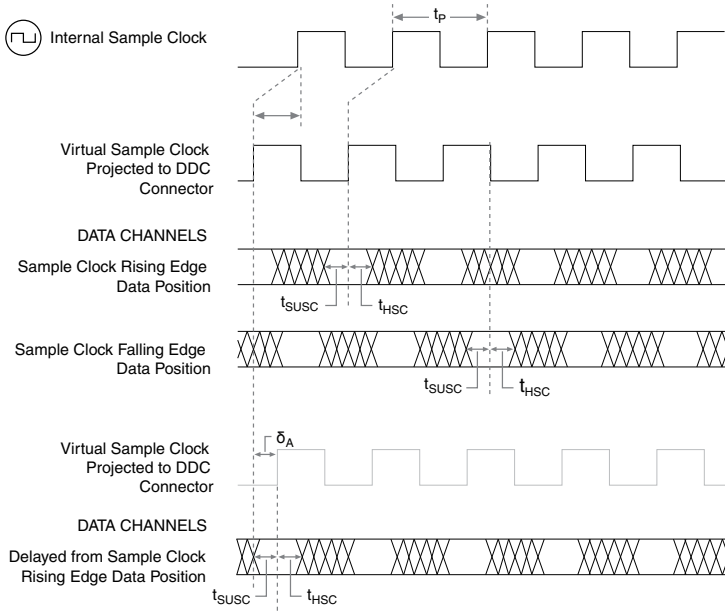 tP
Internal Sample Clock
Virtual Sample Clock
Projected to DDC
Connector
DATA CHANNELS
Sample Clock Rising Edge
Data Position
tSUSC
tHSC
Sample Clock Falling Edge
Data Position
tSUSC
tHSC
δA
Virtual Sample Clock
Projected to DDC
Connector
DATA CHANNELS
Delayed from Sample Clock
Rising Edge Data Position
tSUSC
tHSC